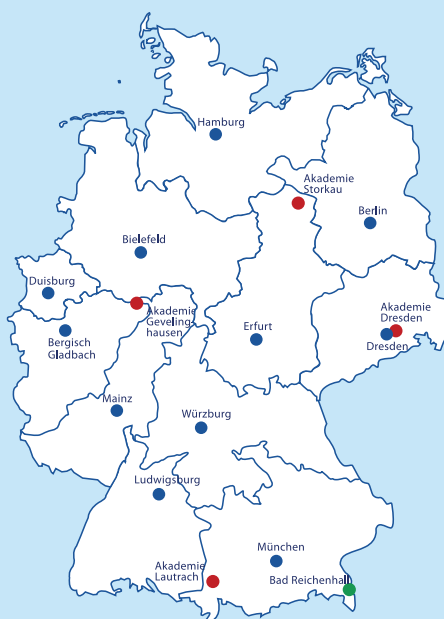 Hamburg
Akademie
Storkau
Berlin
Bielefeld
Duisburg
Akademie
Geveling-
hausen
Akademie
Dresden
Dresden
Bergisch
Gladbach
Erfurt
Mainz
Würzburg
Ludwigsburg
München
Akademie
Lautrach
Bad Reichenhall